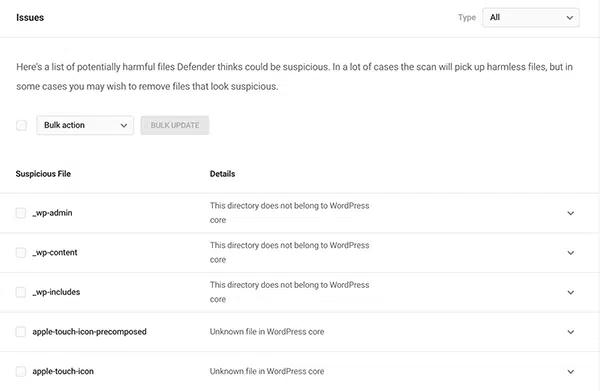 Issues
Type All
Here's a list of potentially harmful files Defender thinks could be suspicious. In a lot of cases the scan will pick up harmless files, but in
some cases you may wish to remove files that look suspicious.
Bulk action BULK UPDATE
Suspicious File Details
_wp-admin This directory does not belong to WordPress
core
_wp-content This directory does not belong to WordPress
core
_wp-includes This directory does not belong to WordPress
core
apple-touch-icon-precomposed Unknown file in WordPress core
apple-touch-icon Unknown file in WordPress core